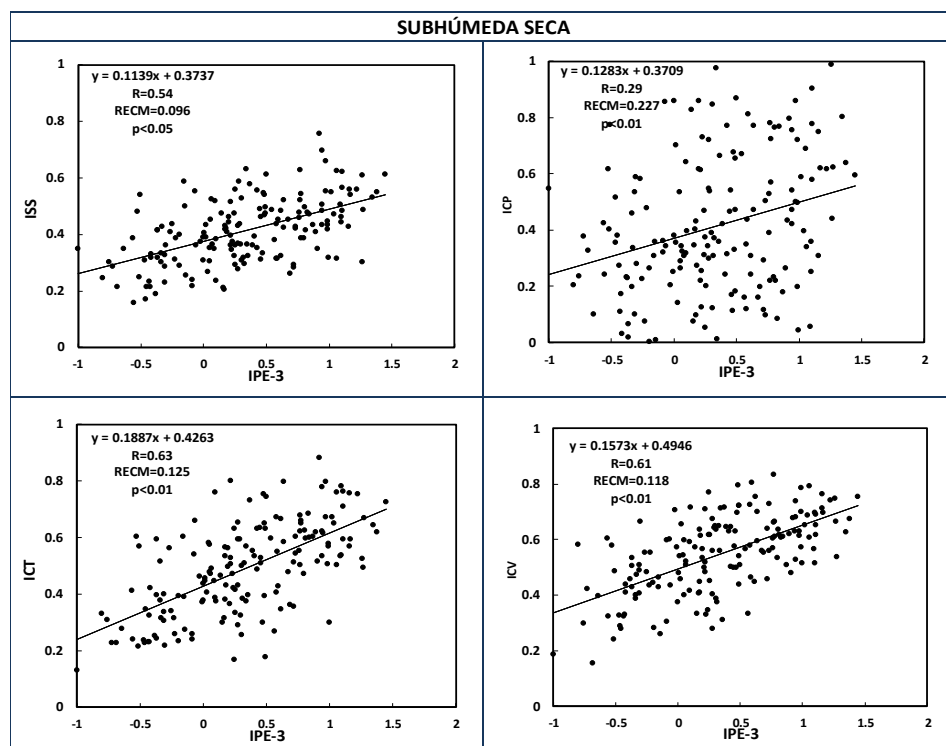 SUBHÚMEDA SECA
y = 0.1139x + 0.3737
R=0.54
RECM=0.096
p<0.05
ISS
1
0.8
0.6
0.4
0.2
0
-1 -0.5 0 0.5 1 1.5 2
IPE-3
y = 0.1283x + 0.3709
R=0.29
RECM=0.227
p<0.01
ICP
1
0.8
0.6
0.4
0.2
0
-1 -0.5 0 0.5 1 1.5 2
IPE-3
y = 0.1887x + 0.4263
R=0.63
RECM=0.125
p<0.01
ICT
1
0.8
0.6
0.4
0.2
0
-1 -0.5 0 0.5 1 1.5 2
IPE-3
y = 0.1573x + 0.4946
R=0.61
RECM=0.118
p<0.01
ICV
1
0.8
0.6
0.4
0.2
0
-1 -0.5 0 0.5 1 1.5 2
IPE-3